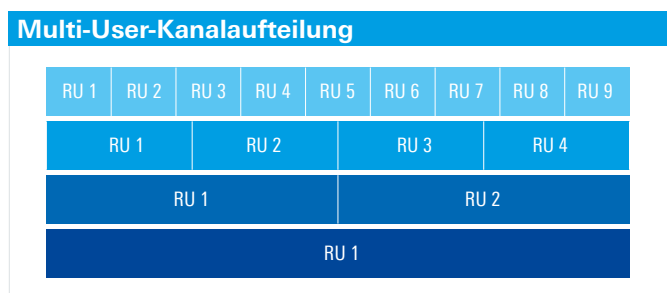 Multi-User-Kanalaufteilung
RU 1 RU 2 RU 3 RU 4 RU 5 RU 6 RU 7 RU 8 RU 9
RU 1 RU 2 RU 3 RU 4
RU 1 RU 2
RU 1